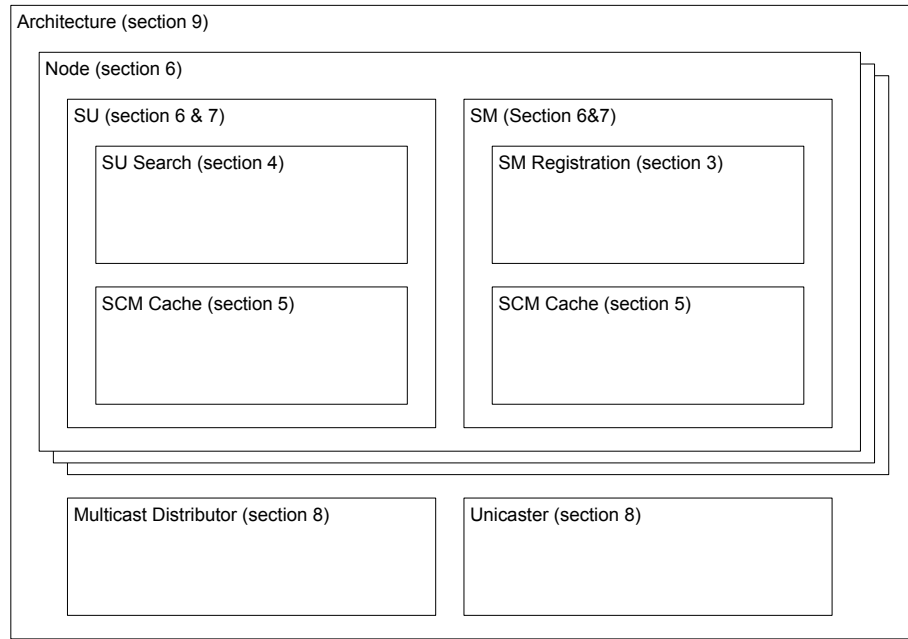 Architecture (section 9)
Node (section 6)
SU (section 6 & 7)
SM (Section 6&7)
SU Search (section 4)
SM Registration (section 3)
SCM Cache (section 5)
SCM Cache (section 5)
Multicast Distributor (section 8)
Unicaster (section 8)